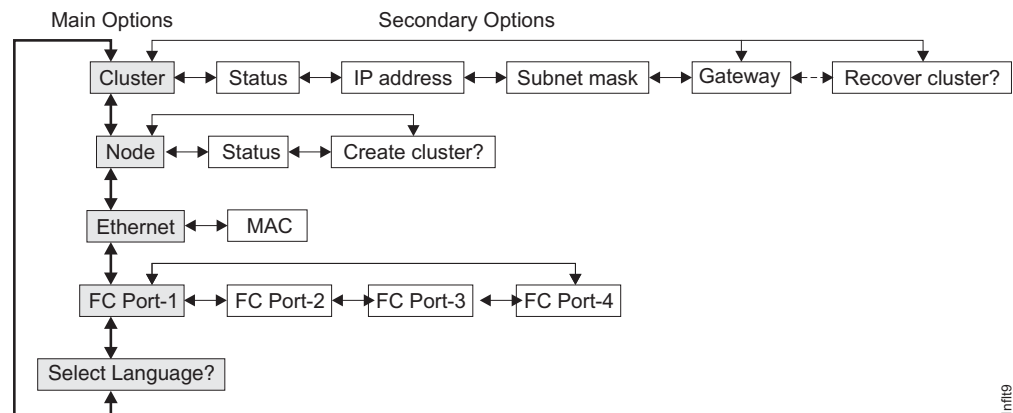 Main Options Secondary Options
Cluster Status IP address Subnet mask Gateway Recover cluster?
Node Status Create cluster?
Ethernet MAC
FC Port-1 FC Port-2 FC Port-3 FC Port-4
Select Language?
nflt9